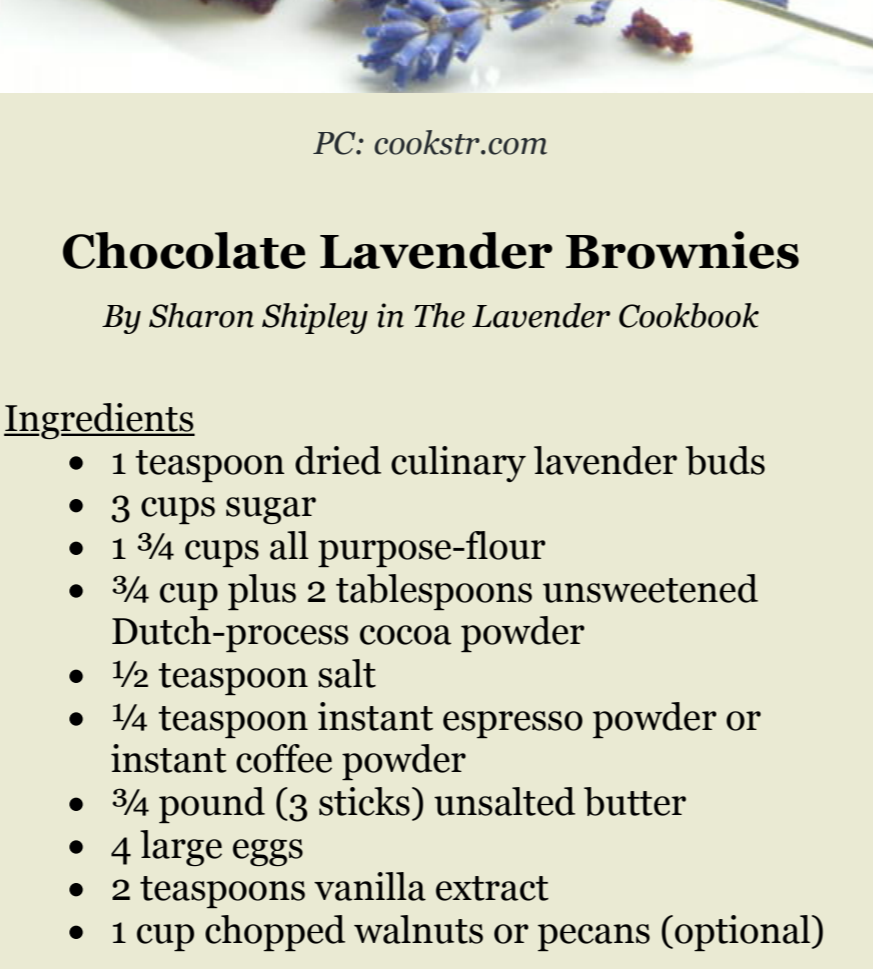 PC: cookstr.com
Chocolate Lavender Brownies
By Sharon Shipley in The Lavender Cookbook
Ingredients
• 1 teaspoon dried culinary lavender buds
• 3 cups sugar
• 1 ¾ cups all purpose-flour
• ¾ cup plus 2 tablespoons unsweetened
Dutch-process cocoa powder
• ½ teaspoon salt
• ¼ teaspoon instant espresso powder or
instant coffee powder
• ¾ pound (3 sticks) unsalted butter
• 4 large eggs
• 2 teaspoons vanilla extract
• 1 cup chopped walnuts or pecans (optional)